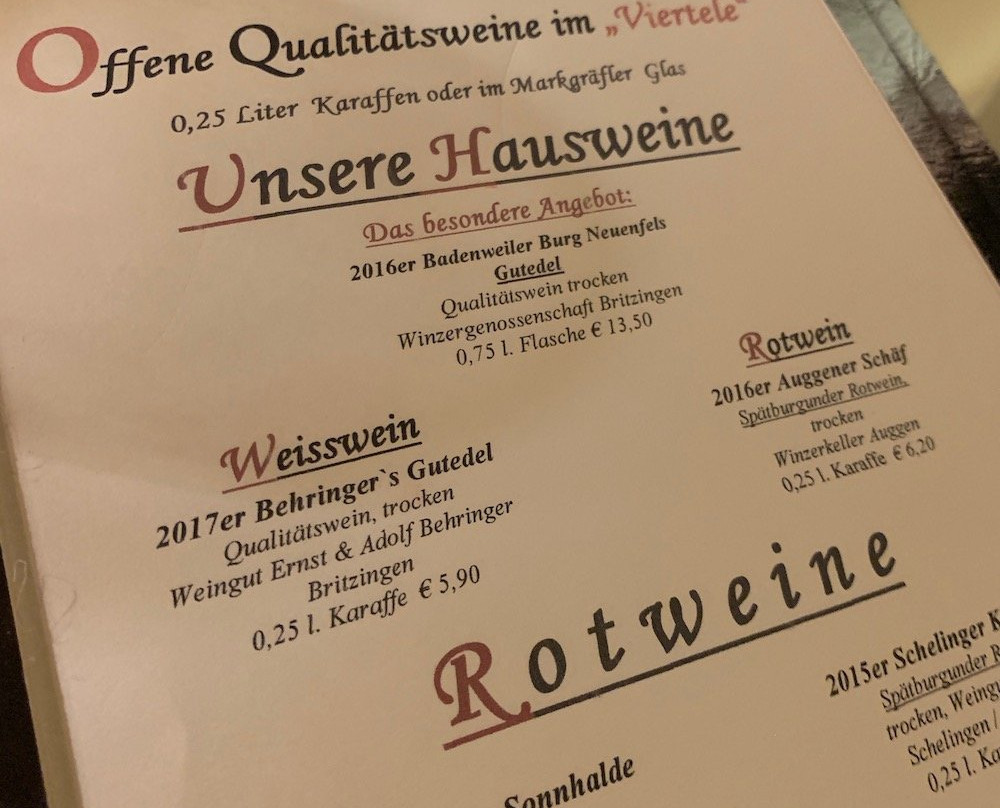 Offene Qualitätsweine im „Viertele“
0,25 Liter Karaffen oder im Markgräfler Glas
Unsere Hausweine
Das besondere Angebot:
2016er Badenweiler Burg Neuenfels
Gutedel
Qualitätswein trocken
Winzergenossenschaft Britzingen
0,75 l. Flasche € 13,50
Weisswein
2017er Behringer`s Gutedel
Qualitätswein, trocken
Weingut Ernst & Adolf Behringer
Britzingen
0,25 l. Karaffe € 5,90
Rotwein
2016er Auggener Schäf
Spätburgunder Rotwein,
trocken
Winzerkeller Auggen
0,25 l. Karaffe € 6,20
Rotweine
Sonnhalde
2015er Schelinger
Spätburgunder
trocken,
Schelingen /
0,25 l.